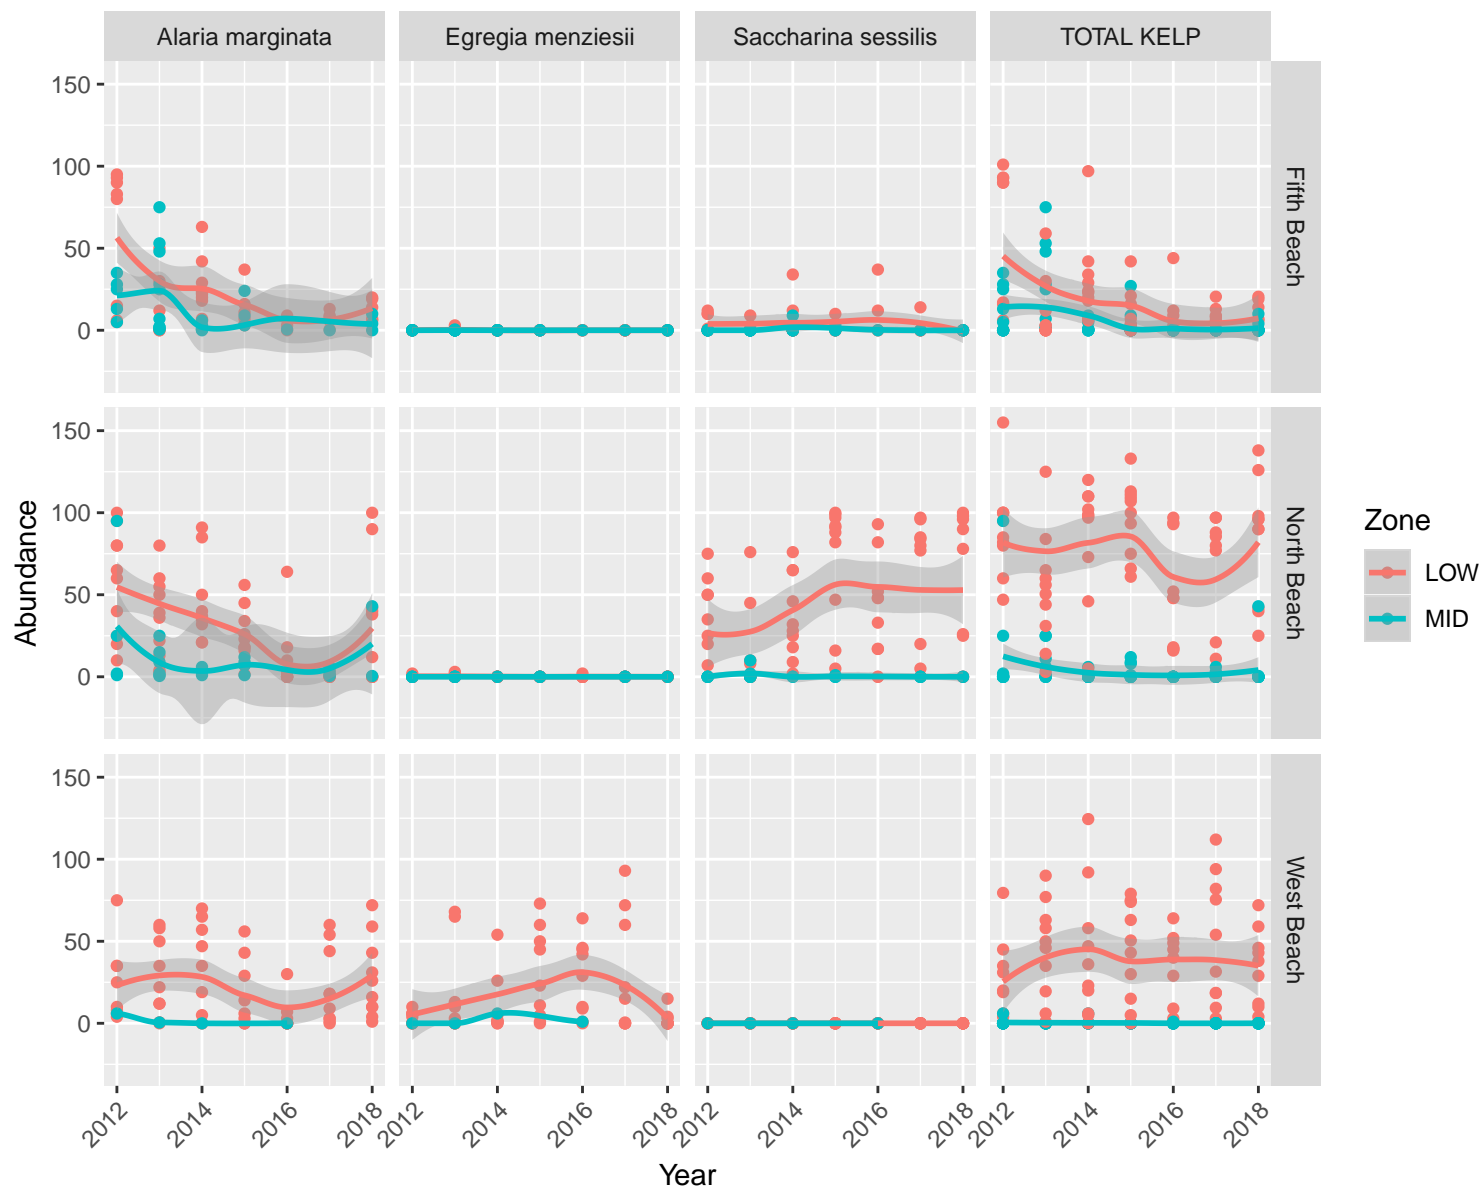 Alaria marginata
Egregia menziesii
Saccharina sessilis
TOTAL KELP
150
100
50
0
Fifth Beach
150
100
50
0
North Beach
150
100
50
0
West Beach
Abundance
2012
2014
2016
2018
2012
2014
2016
2018
2012
2014
2016
2018
2012
2014
2016
2018
Year
Zone
LOW
MID